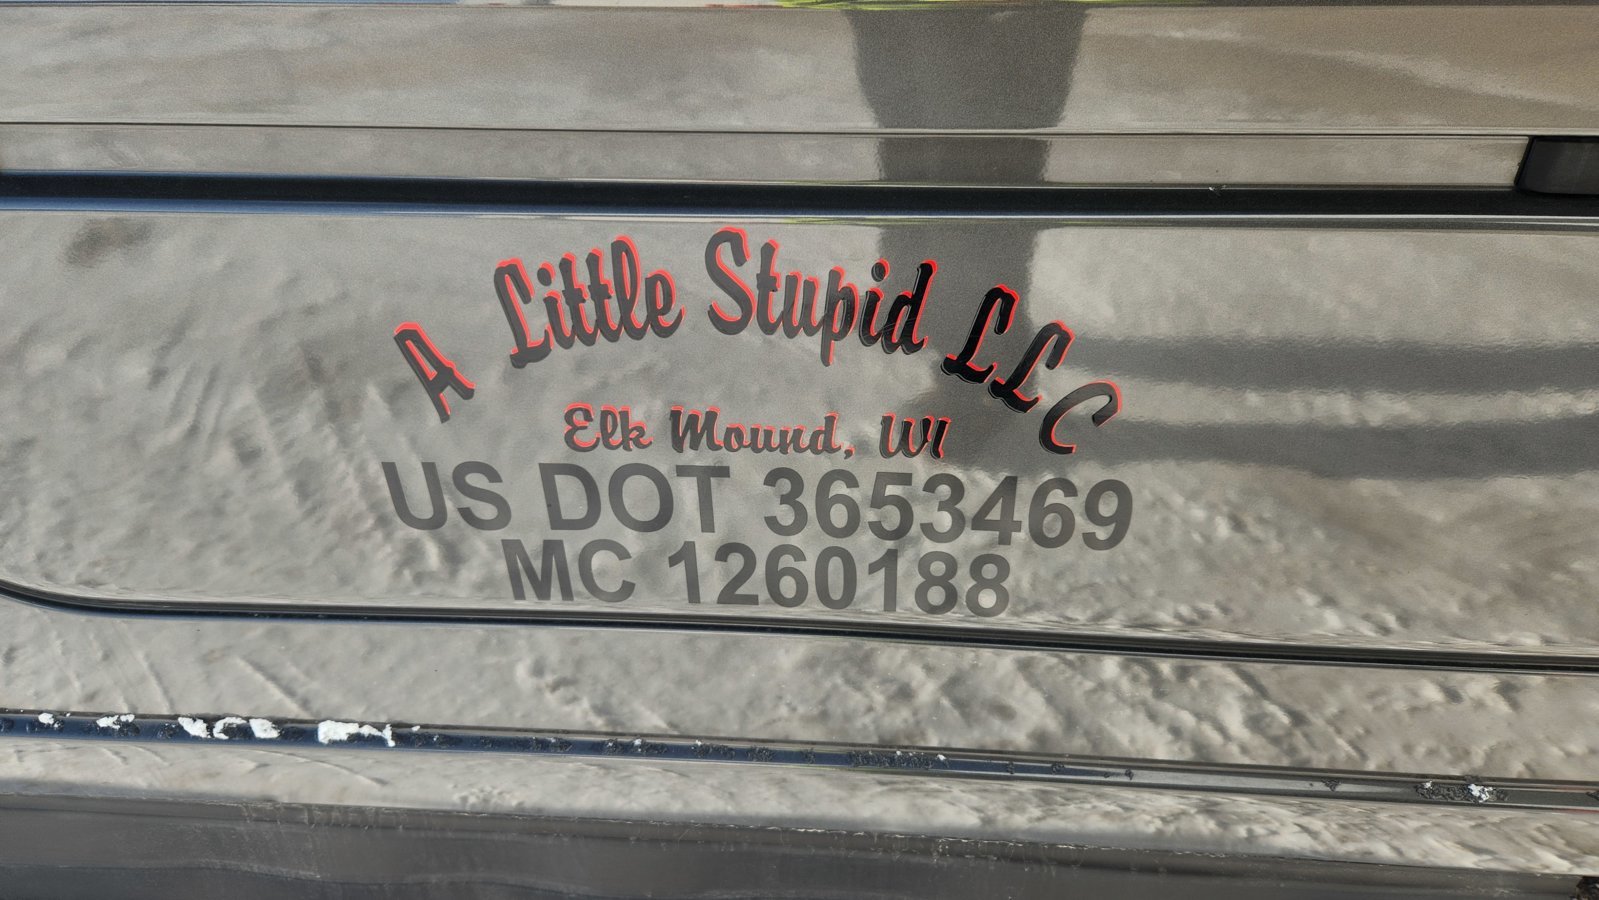 A Little Stupid LLC
Elk Mound, WI
US DOT 3653469
MC 1260188